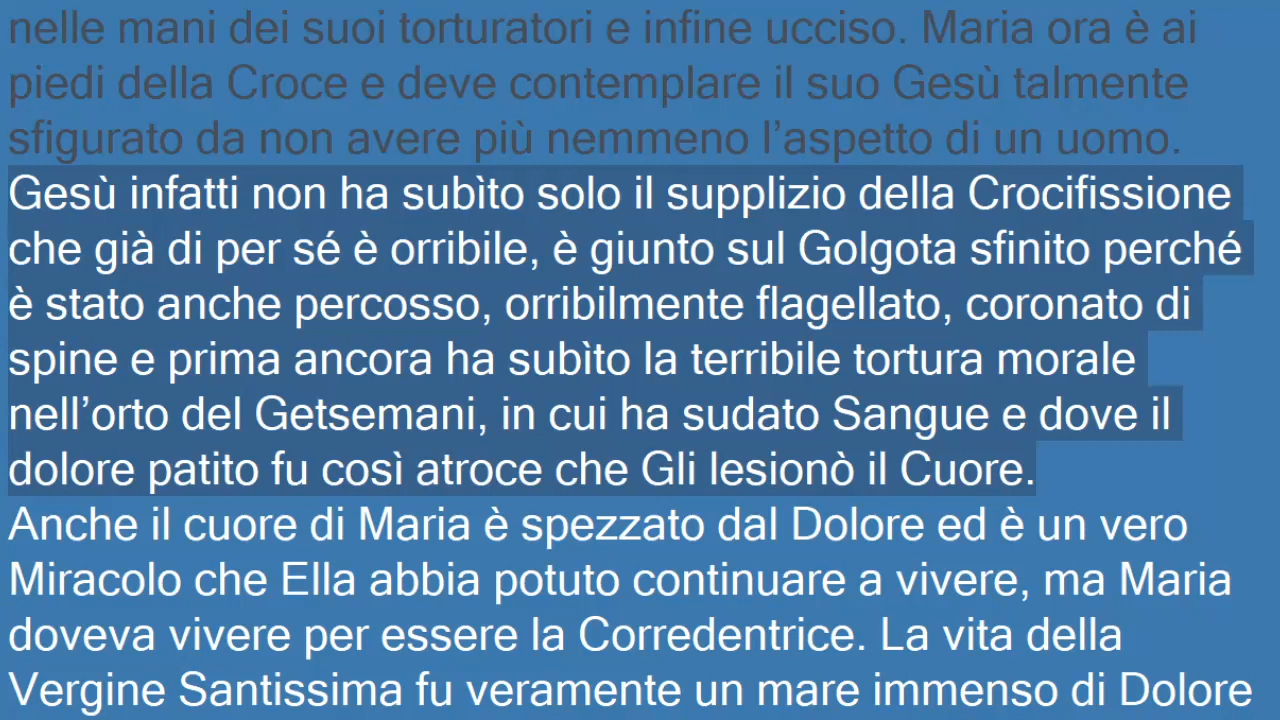 nelle mani dei suoi torturatori e infine ucciso. Maria ora è ai
piedi della Croce e deve contemplare il suo Gesù talmente
sfigurato da non avere più nemmeno l’aspetto di un uomo.
Gesù infatti non ha subìto solo il supplizio della Crocifissione
che già di per sé è orribile, è giunto sul Golgota sfinito perché
è stato anche percosso, orribilmente flagellato, coronato di
spine e prima ancora ha subìto la terribile tortura morale
nell’orto del Getsemani, in cui ha sudato Sangue e dove il
dolore patito fu così atroce che Gli lesionò il Cuore.
Anche il cuore di Maria è spezzato dal Dolore ed è un vero
Miracolo che Ella abbia potuto continuare a vivere, ma Maria
doveva vivere per essere la Corredentrice. La vita della
Vergine Santissima fu veramente un mare immenso di Dolore